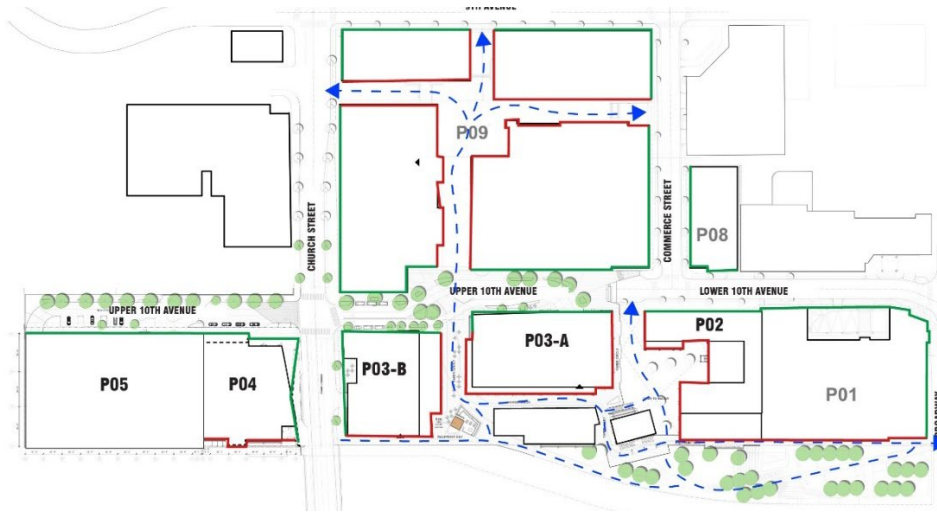 9TH AVENUE
P09
CHURCH STREET
COMMERCE STREET
P08
UPPER 10TH AVENUE
LOWER 10TH AVENUE
UPPER 10TH AVENUE
P02
P03-A
P03-B
P05
P04
P01
BROADWAY